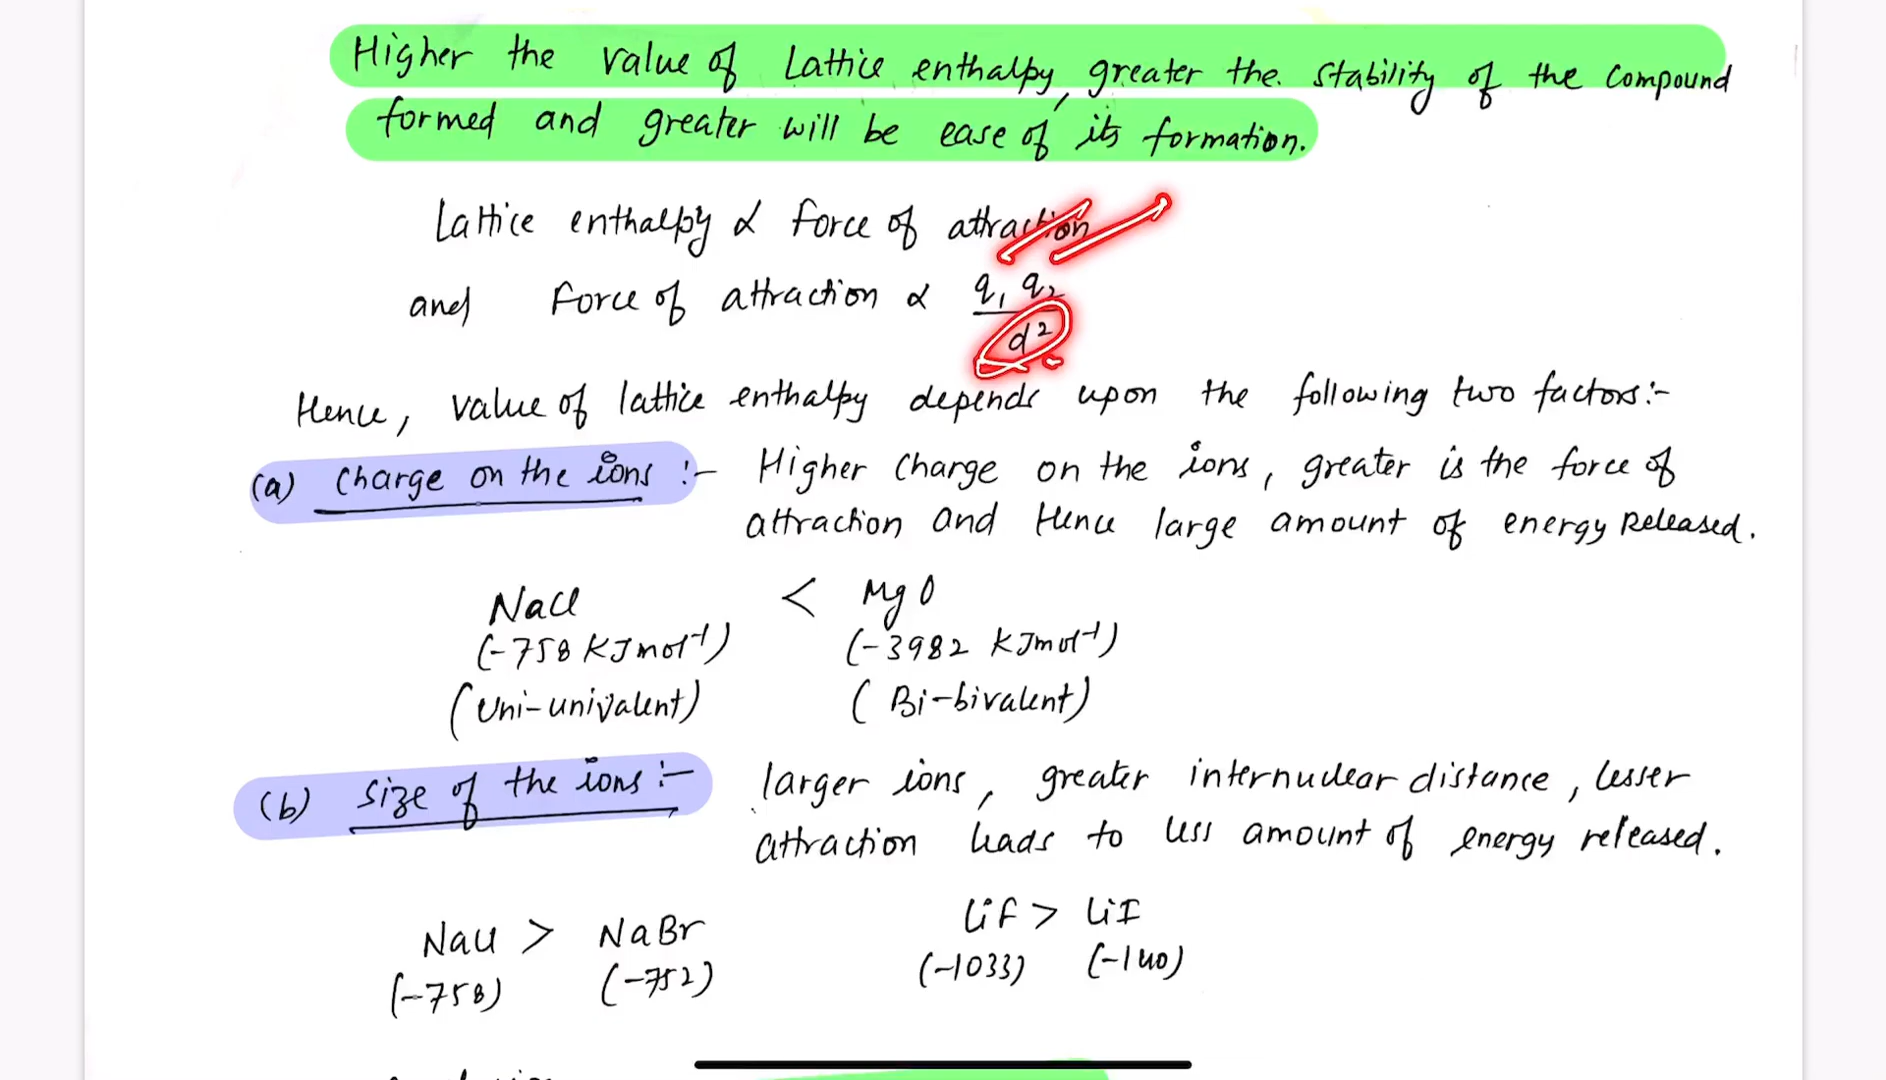 Higher the value of Lattice enthalpy, greater the stability of the compound
formed and greater will be ease of its formation.
Lattice enthalpy ∝ force of attraction
and force of attraction ∝ q₁ q₂
d²
Hence, value of lattice enthalpy depends upon the following two factors:-
(a) charge on the ions :- Higher charge on the ions, greater is the force of
attraction and Hence large amount of energy released.
NaCl < MgO
(-758 KJmol⁻¹) (-3982 KJmol⁻¹)
(Uni-univalent) (Bi-bivalent)
(b) size of the ions :- larger ions, greater internuclear distance, lesser
attraction leads to less amount of energy released.
NaCl > NaBr LiF > LiI
(-758) (-752) (-1033)